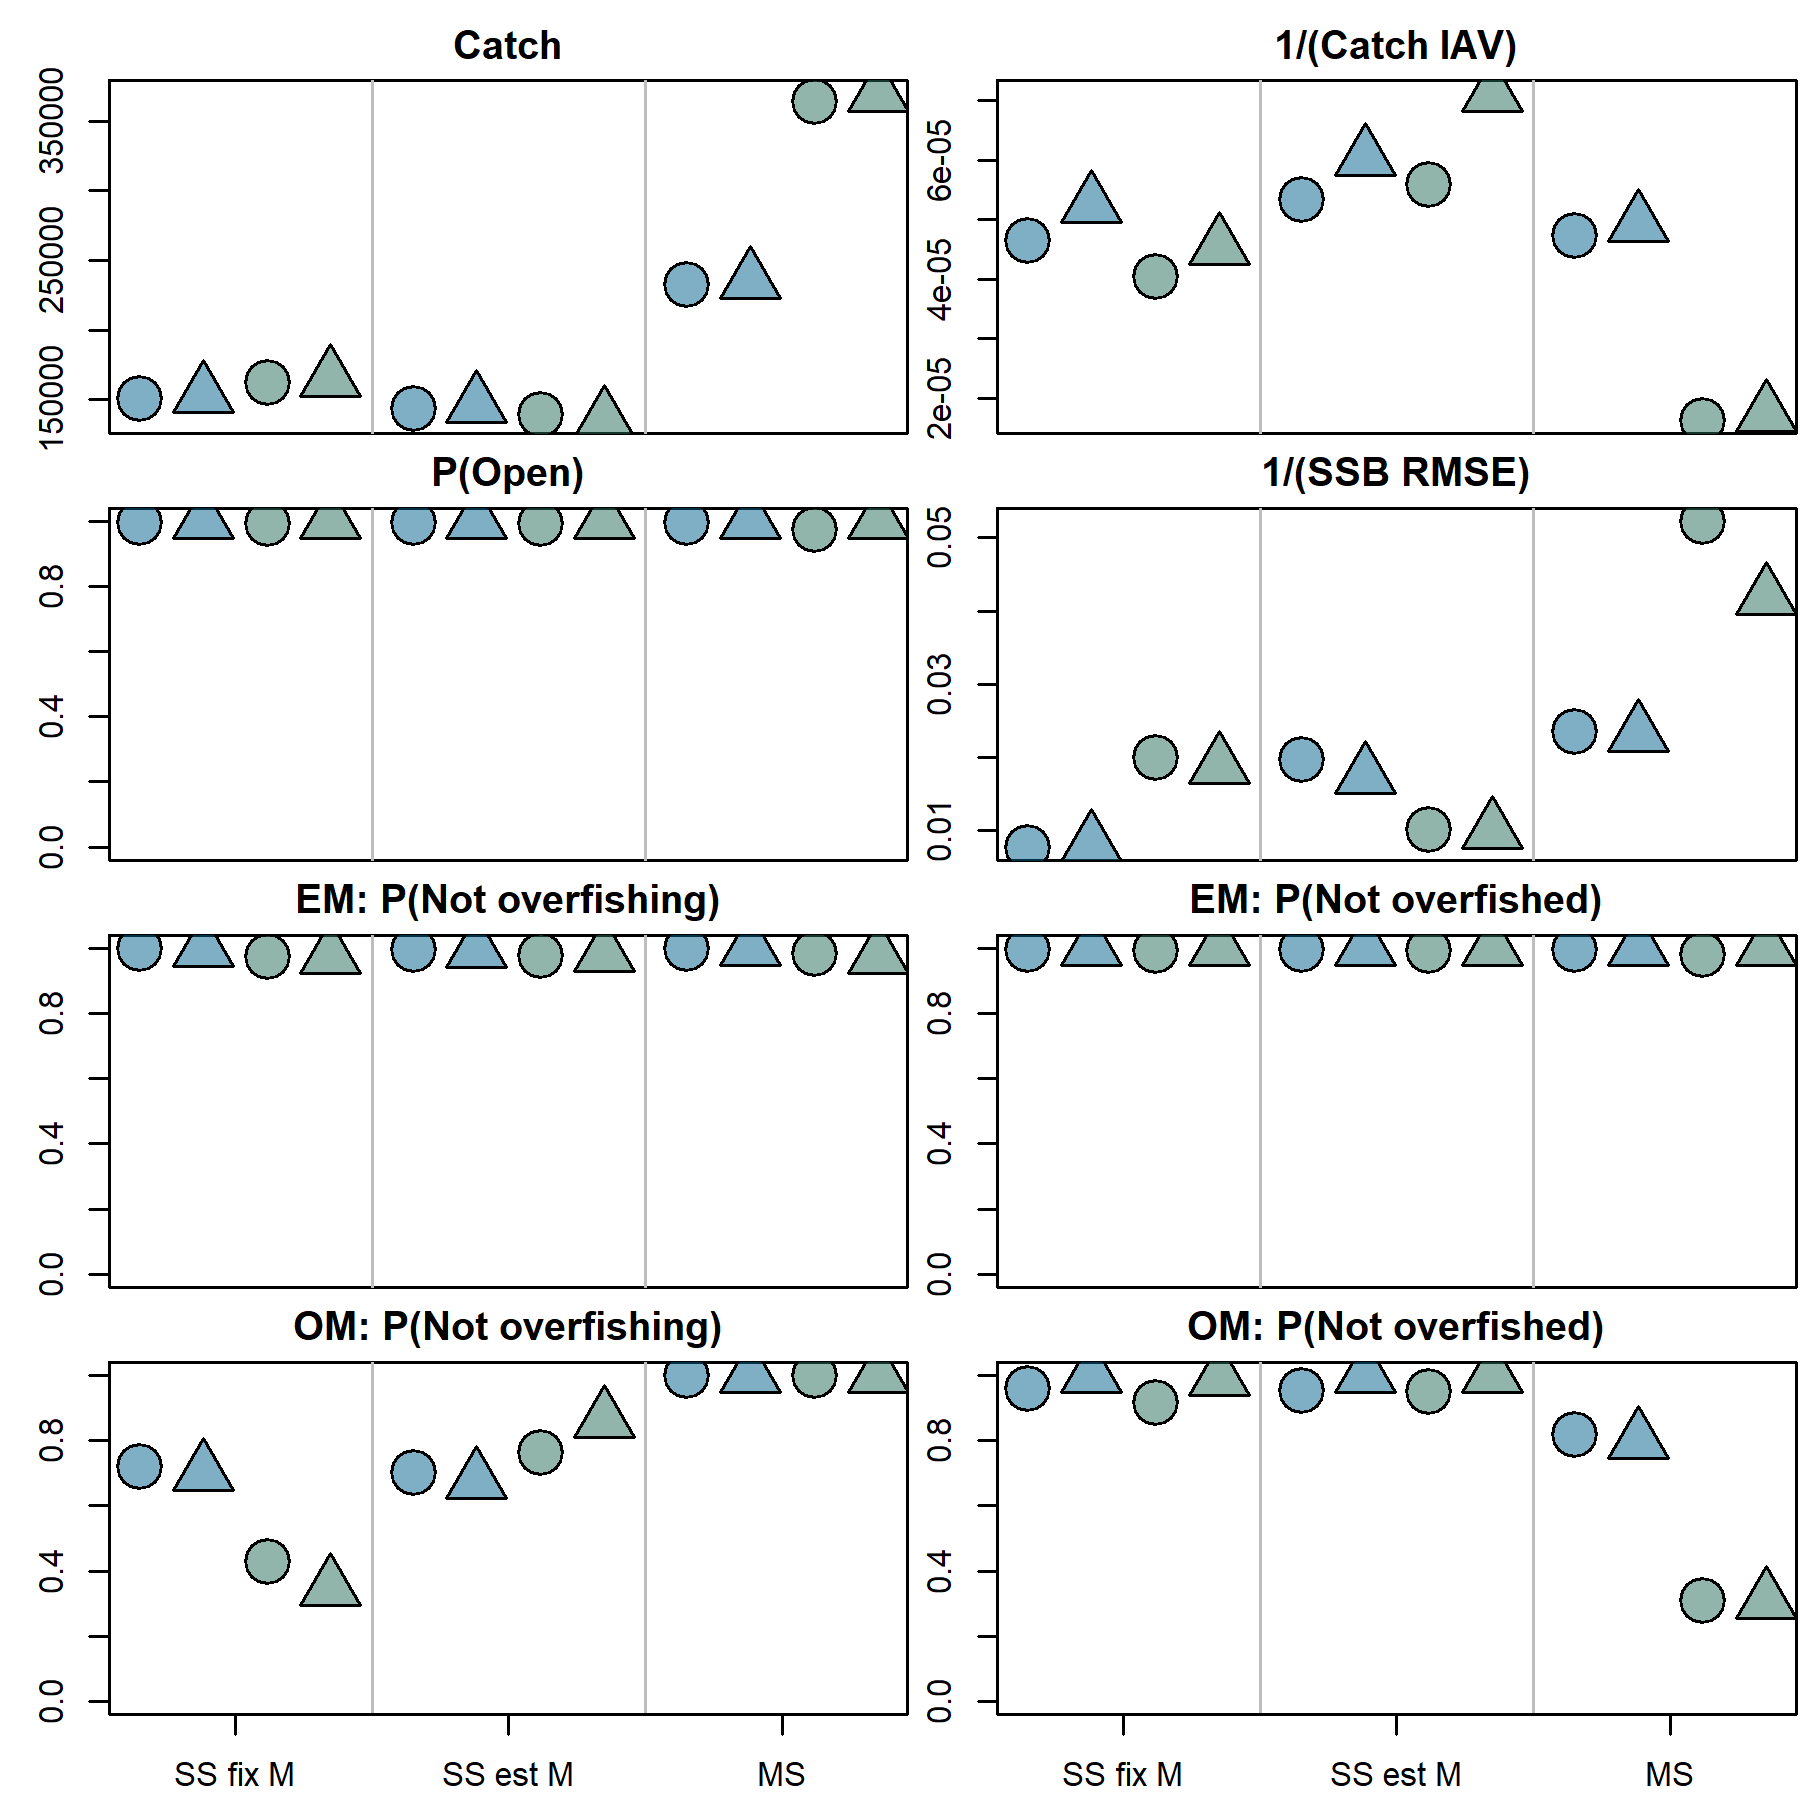 Catch
1/(Catch IAV)
350000
250000
150000
6e-05
4e-05
2e-05
P(Open)
1/(SSB RMSE)
0.8
0.4
0.0
0.05
0.03
0.01
EM: P(Not overfishing)
EM: P(Not overfished)
0.8
0.4
0.0
0.8
0.4
0.0
OM: P(Not overfishing)
OM: P(Not overfished)
0.8
0.4
0.0
0.8
0.4
0.0
SS fix M
SS est M
MS
SS fix M
SS est M
MS